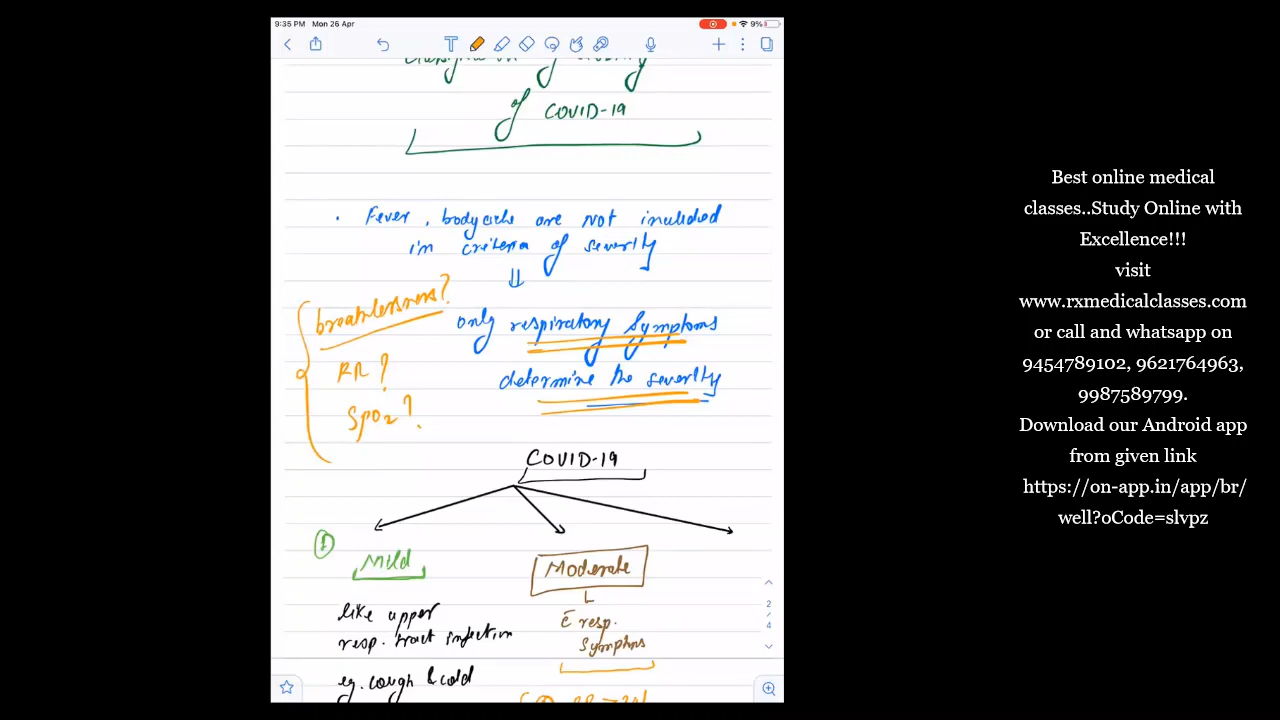 9:35 PM Mon 26 Apr
9%
of COVID-19
. Fever, bodyache are not included
in criteria of severity
⇓
breathlessness?
only respiratory symptoms
RR?
determine the severity
SpO2?
COVID-19
①
Mild
Moderate
like upper
resp. tract infection
c̄ resp.
symptoms
eg. cough & cold
2
4
Best online medical
classes..Study Online with
Excellence!!!
visit
www.rxmedicalclasses.com
or call and whatsapp on
9454789102, 9621764963,
9987589799.
Download our Android app
from given link
https://on-app.in/app/br/
well?oCode=slvpz